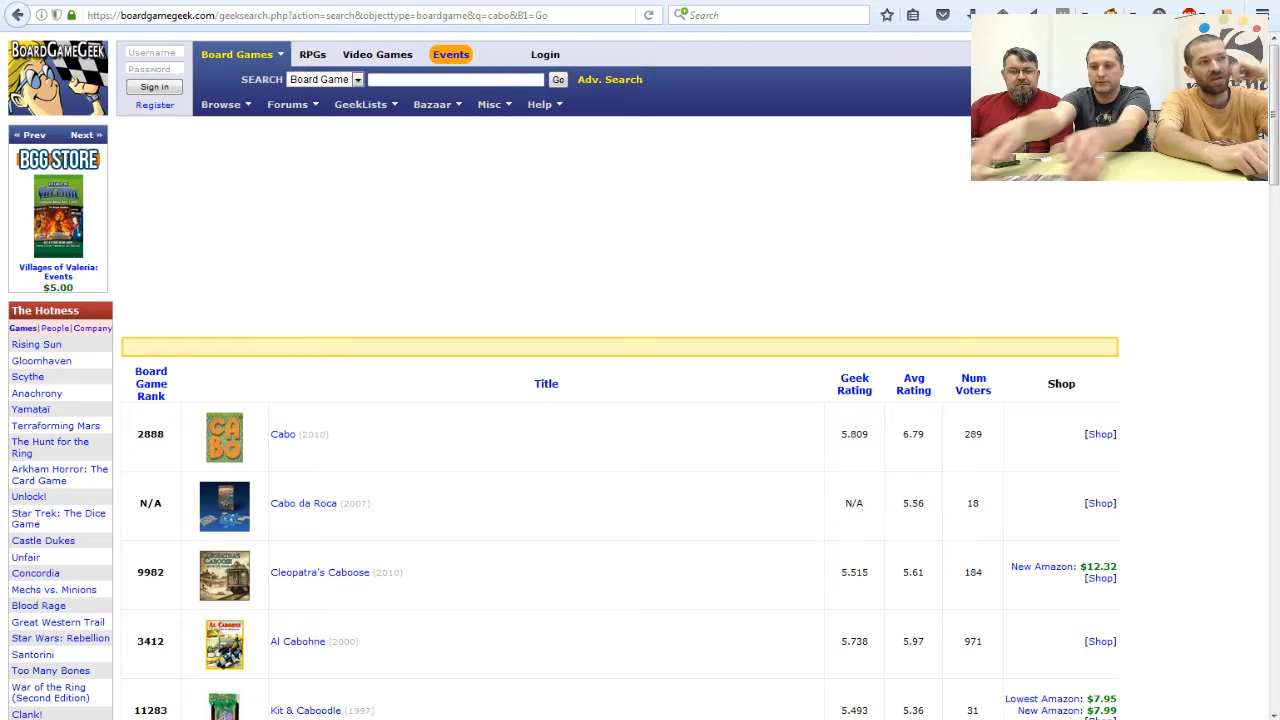 https://boardgamegeek.com/geeksearch.php?action=search&objecttype=boardgame&q=cabo&B1=Go
Search
BOARDGAMEGEEK
Username
Password
Sign in
Register
Board Games
RPGs
Video Games
Events
Login
SEARCH
Board Game
Go
Adv. Search
Browse
Forums
GeekLists
Bazaar
Misc
Help
« Prev
Next »
BGG STORE
VALERIA
Villages of Valeria:
Events
$5.00
The Hotness
Games|People|Company
Rising Sun
Gloomhaven
Scythe
Anachrony
Yamataï
Terraforming Mars
The Hunt for the
Ring
Arkham Horror: The
Card Game
Unlock!
Star Trek: The Dice
Game
Castle Dukes
Unfair
Concordia
Mechs vs. Minions
Blood Rage
Great Western Trail
Star Wars: Rebellion
Santorini
Too Many Bones
War of the Ring
(Second Edition)
Clank!
Board
Game
Rank
Title
Geek
Rating
Avg
Rating
Num
Voters
Shop
2888
CA
BO
Cabo (2010)
5.809
6.79
289
[Shop]
N/A
Cabo da Roca (2007)
N/A
5.56
18
[Shop]
9982
Cleopatra's Caboose (2010)
5.515
5.61
184
New Amazon: $12.32
[Shop]
3412
AL CABOHNE
Al Cabohne (2000)
5.738
5.97
971
[Shop]
11283
Kit & Caboodle (1997)
5.493
5.36
31
Lowest Amazon: $7.95
New Amazon: $7.99